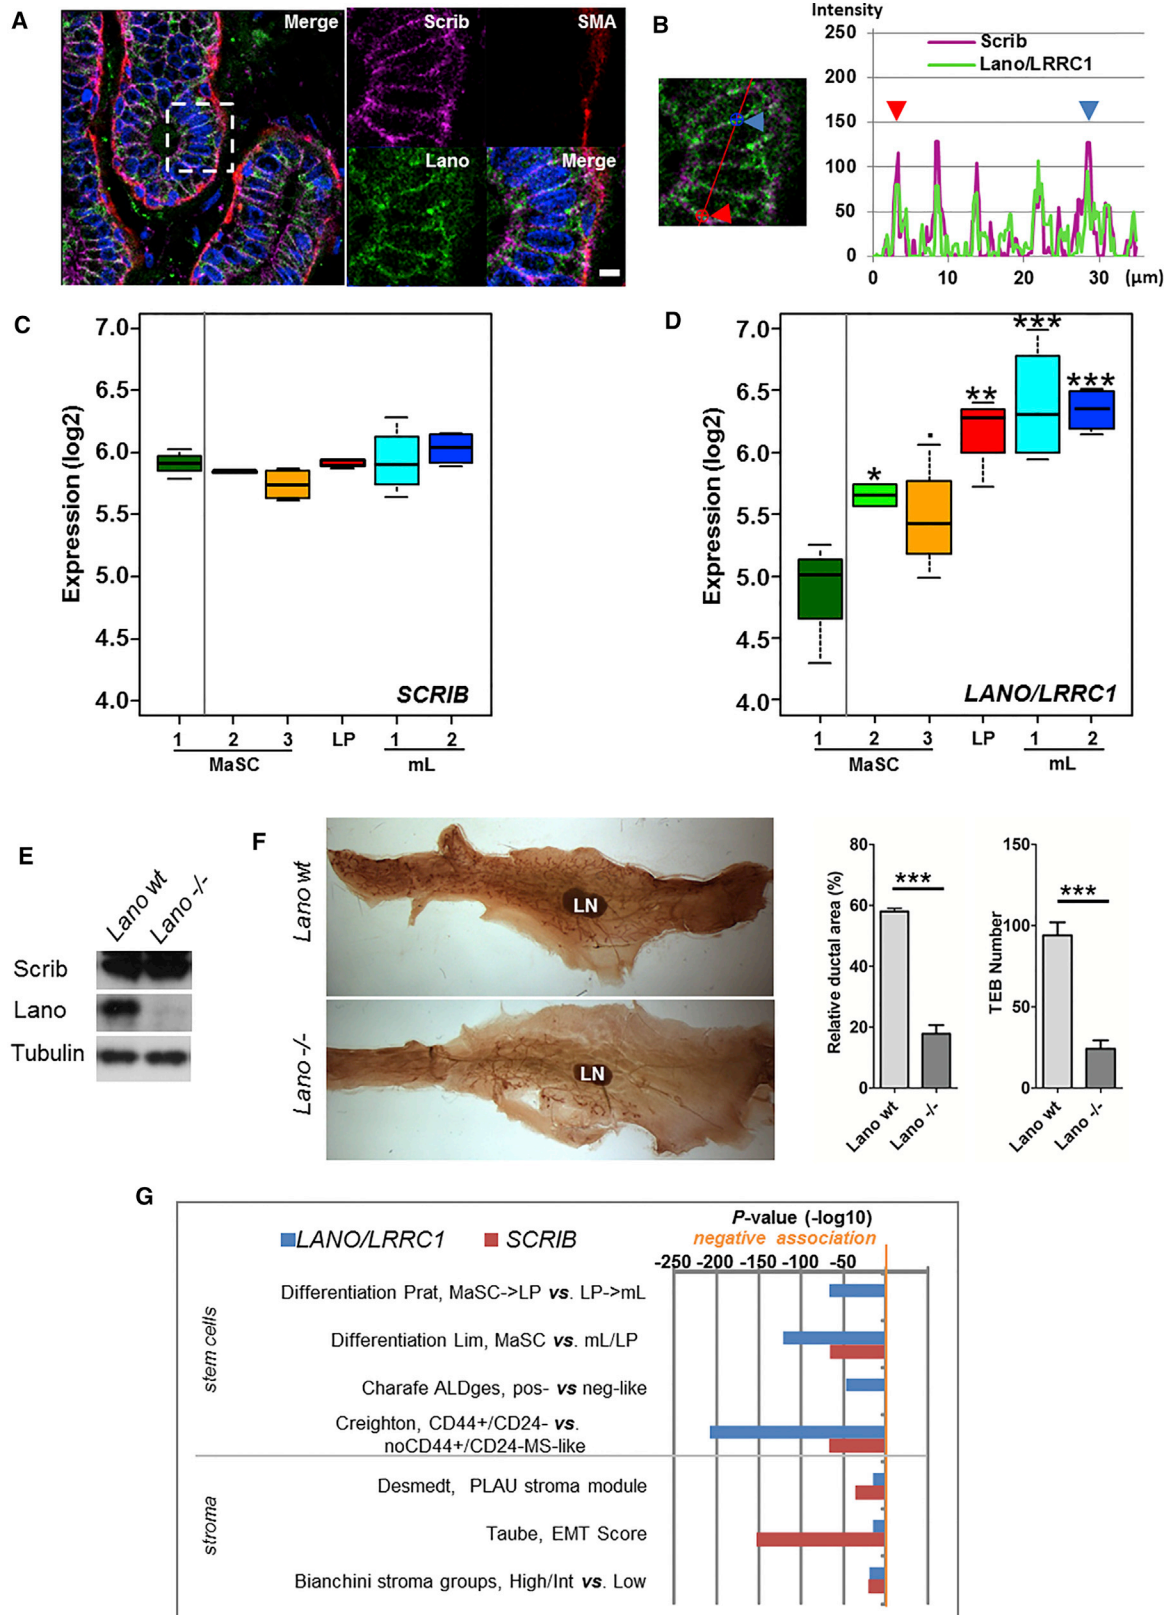 A
Merge
Scrib
SMA
Lano
Merge
B
Intensity
250
200
150
100
50
0
Scrib
Lano/LRRC1
0
10
20
30
(µm)
C
Expression (log2)
7.0
6.5
6.0
5.5
5.0
4.5
4.0
SCRIB
1
2
3
LP
1
2
MaSC
mL
D
Expression (log2)
7.0
6.5
6.0
5.5
5.0
4.5
4.0
*
**
***
***
LANO/LRRC1
1
2
3
LP
1
2
MaSC
mL
E
Lano wt
Lano -/-
Scrib
Lano
Tubulin
F
Lano wt
LN
Lano -/-
LN
Relative ductal area (%)
80
60
40
20
0
***
Lano wt
Lano -/-
TEB Number
150
100
50
0
***
Lano wt
Lano -/-
G
LANO/LRRC1
SCRIB
P-value (-log10)
negative association
-250 -200 -150 -100 -50
stem cells
Differentiation Prat, MaSC->LP vs. LP->mL
Differentiation Lim, MaSC vs. mL/LP
Charafe ALDges, pos- vs neg-like
Creighton, CD44+/CD24- vs.
noCD44+/CD24-MS-like
stroma
Desmedt, PLAU stroma module
Taube, EMT Score
Bianchini stroma groups, High/Int vs. Low